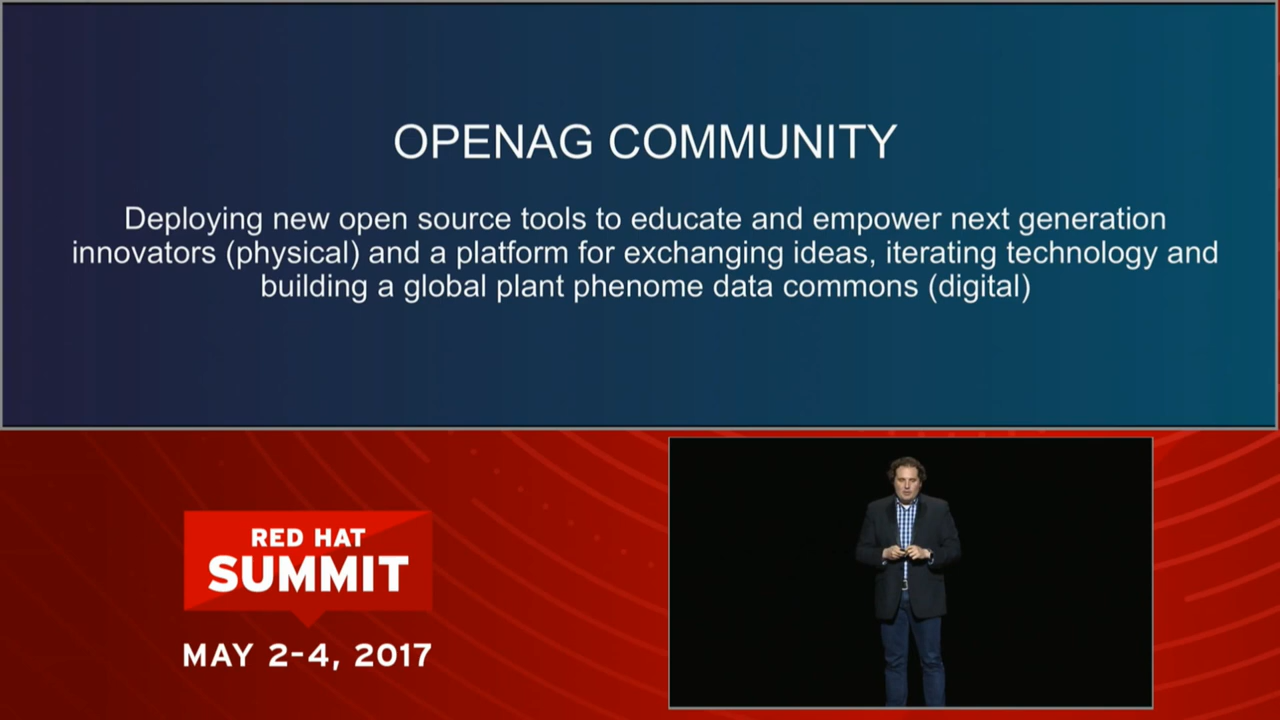 OPENAG COMMUNITY
Deploying new open source tools to educate and empower next generation
innovators (physical) and a platform for exchanging ideas, iterating technology and
building a global plant phenome data commons (digital)
RED HAT
SUMMIT
MAY 2-4, 2017